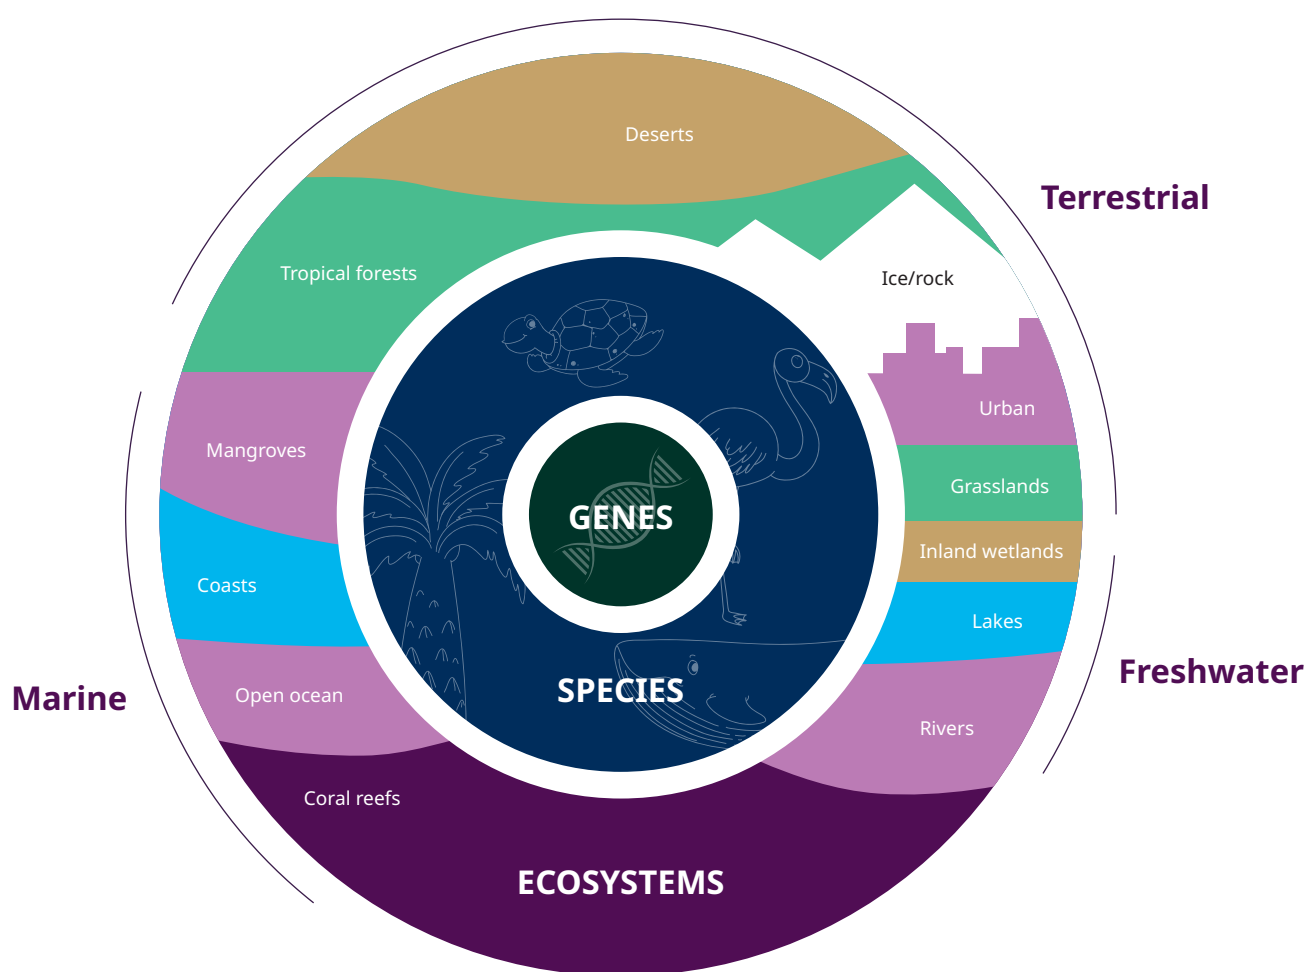 Deserts
Terrestrial
Tropical forests
Ice/rock
Urban
Mangroves
Grasslands
GENES
Inland wetlands
Coasts
Lakes
Freshwater
SPECIES
Open ocean
Marine
Rivers
Coral reefs
ECOSYSTEMS